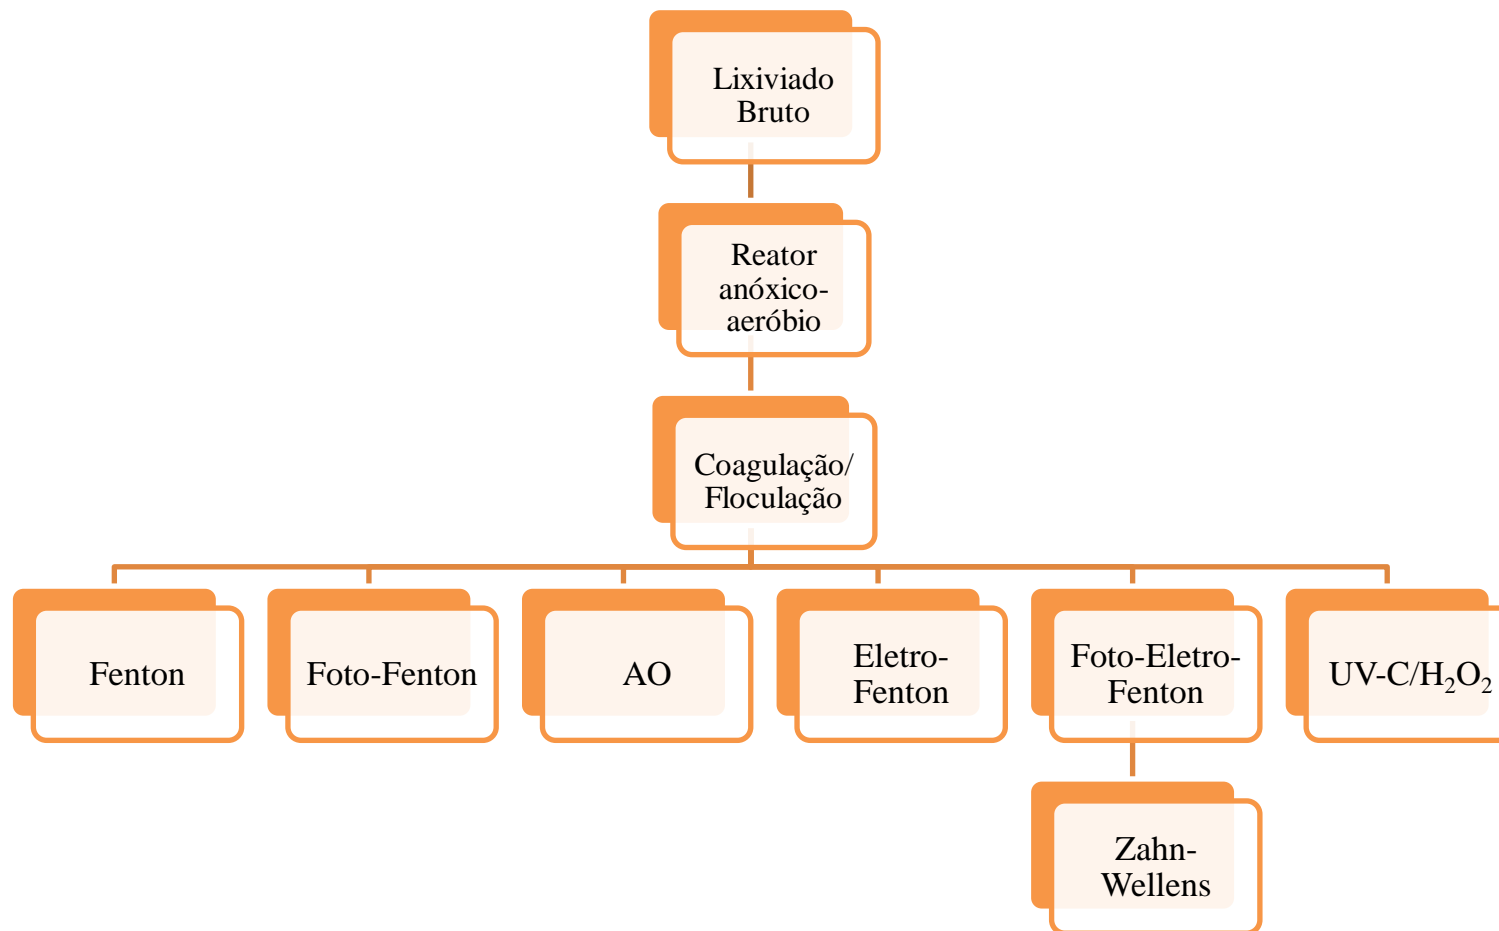 Lixiviado
Bruto
Reator
anóxico-
aeróbio
Coagulação/
Floculação
Fenton
Foto-Fenton
AO
Eletro-
Fenton
Foto-Eletro-
Fenton
UV-C/H₂O₂
Zahn-
Wellens